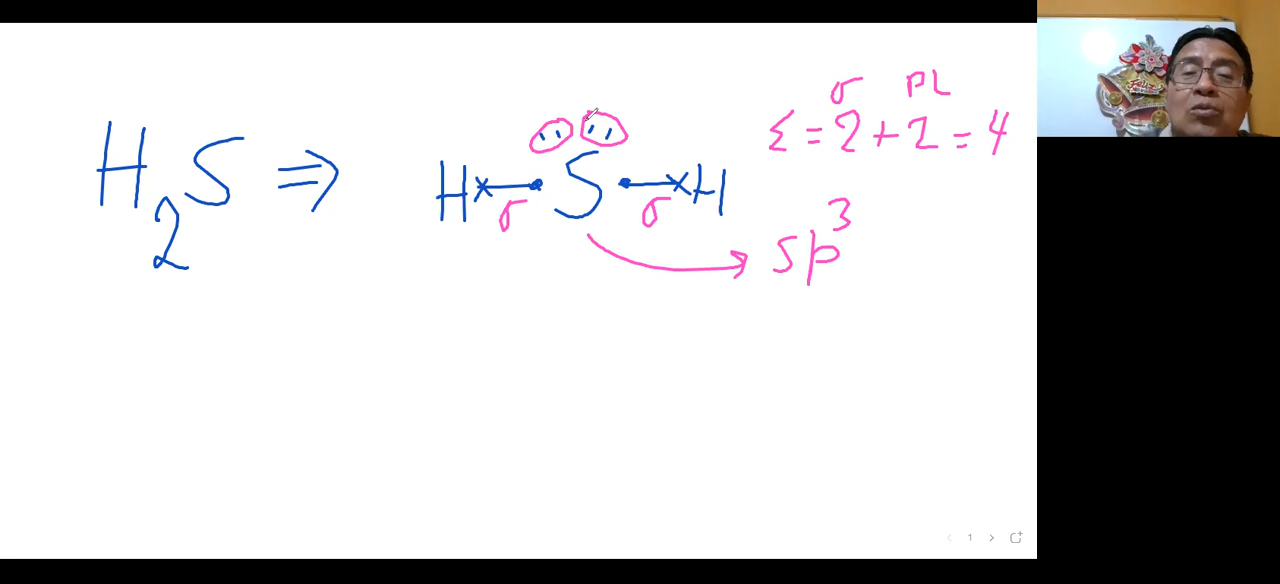 σ PL
Σ = 2 + 2 = 4
H₂S ⇒ H S H
σ σ
sp³
1